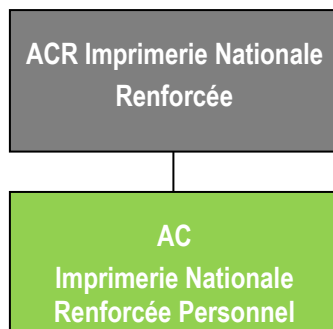 ACR Imprimerie Nationale
Renforcée
AC
Imprimerie Nationale
Renforcée Personnel